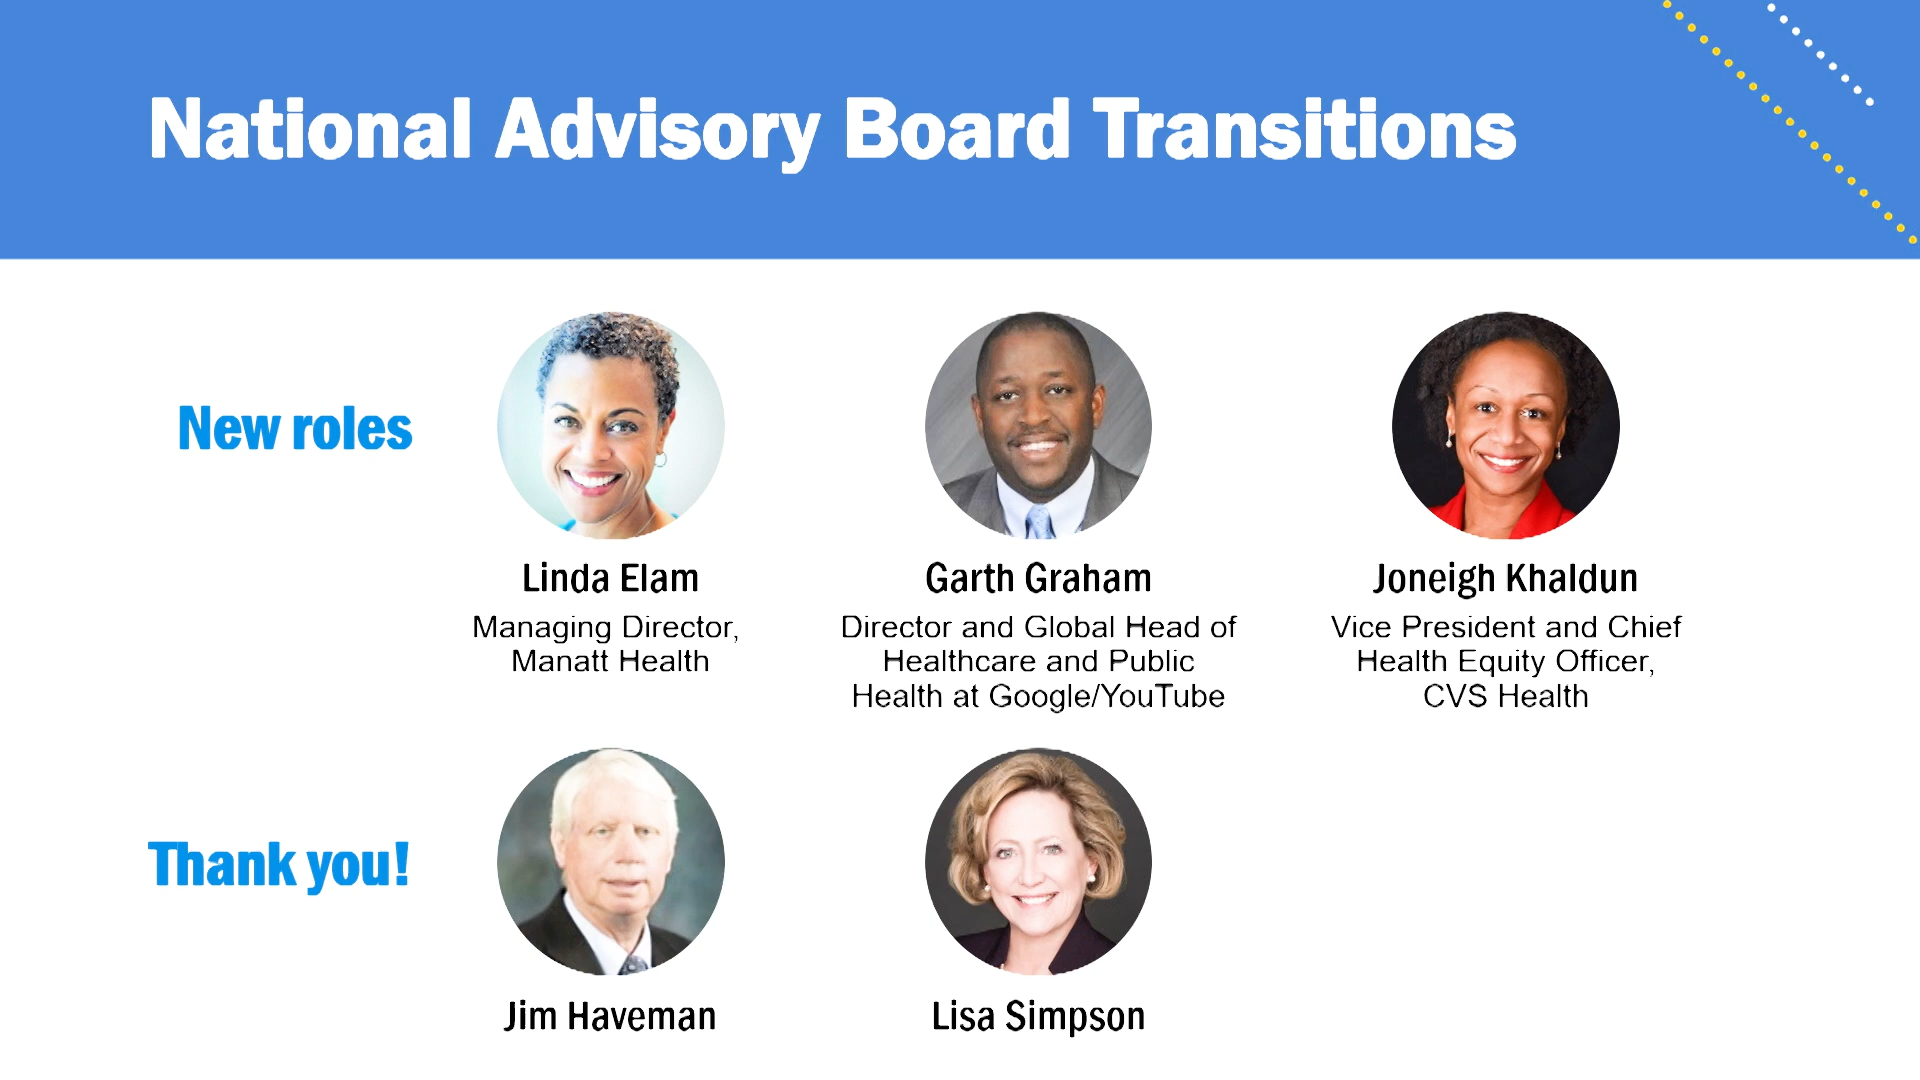 National Advisory Board Transitions
New roles
Linda Elam
Managing Director,
Manatt Health
Garth Graham
Director and Global Head of
Healthcare and Public
Health at Google/YouTube
Joneigh Khaldun
Vice President and Chief
Health Equity Officer,
CVS Health
Thank you!
Jim Haveman
Lisa Simpson